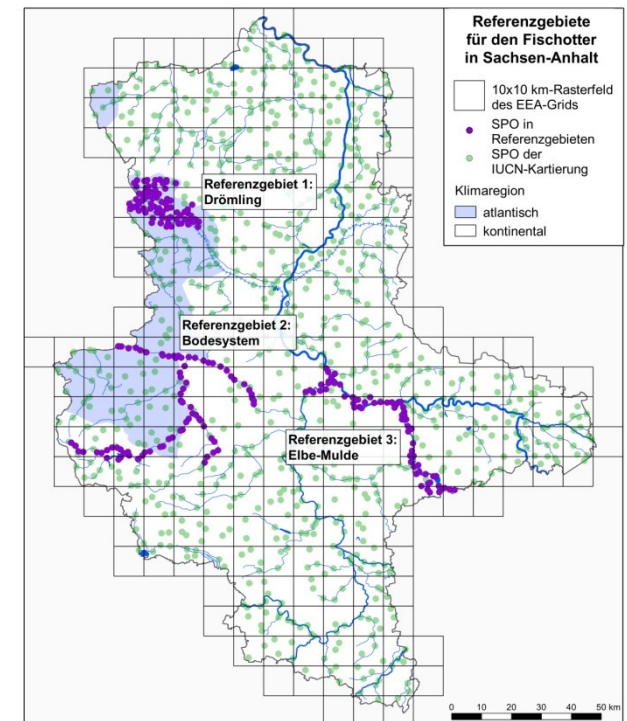 Referenzgebiete
für den Fischotter
in Sachsen-Anhalt
10x10 km-Rasterfeld
des EEA-Grids
SPO in
Referenzgebieten
SPO der
IUCN-Kartierung
Klimaregion
atlantisch
kontinental
Referenzgebiet 1:
Drömling
Referenzgebiet 2:
Bodesystem
Referenzgebiet 3:
Elbe-Mulde
0 10 20 30 40 50 km